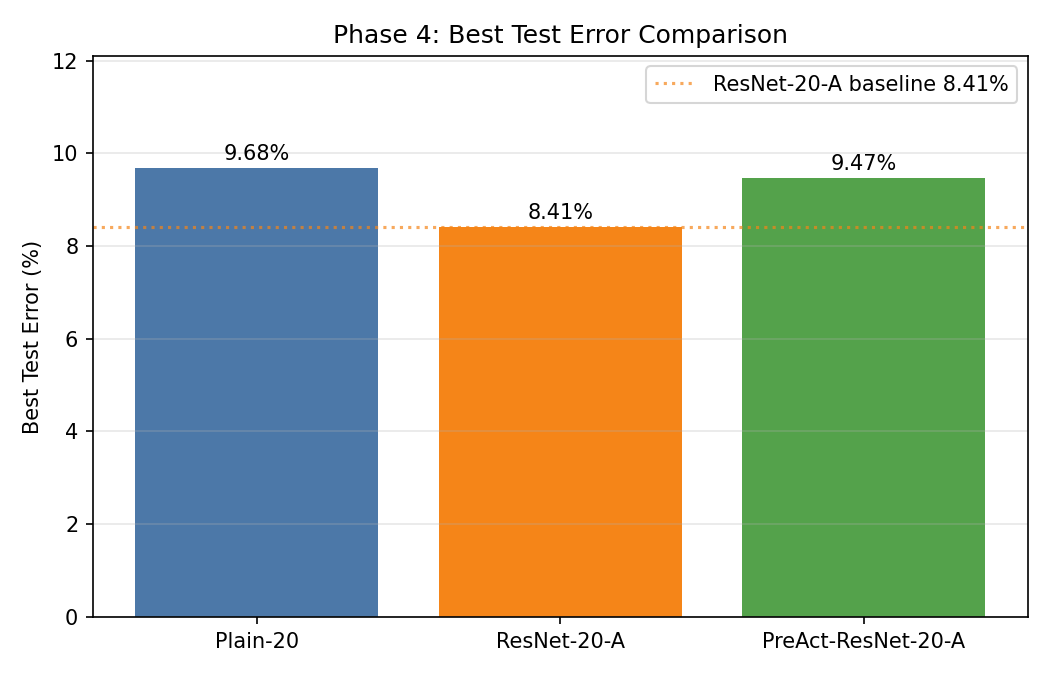 Phase 4: Best Test Error Comparison
ResNet-20-A baseline 8.41%
Best Test Error (%)
12
10
8
6
4
2
0
9.68%
8.41%
9.47%
Plain-20
ResNet-20-A
PreAct-ResNet-20-A